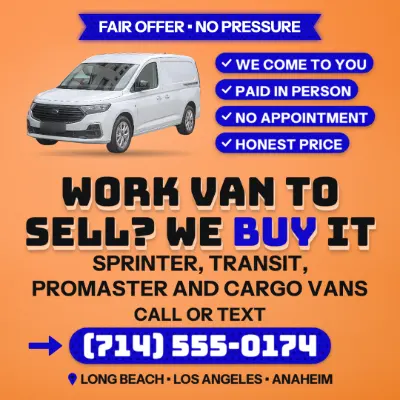 FAIR OFFER • NO PRESSURE
WE COME TO YOU
PAID IN PERSON
NO APPOINTMENT
HONEST PRICE
WORK VAN TO
SELL? WE BUY IT
SPRINTER, TRANSIT,
PROMASTER AND CARGO VANS
CALL OR TEXT
(714) 555-0174
LONG BEACH • LOS ANGELES • ANAHEIM